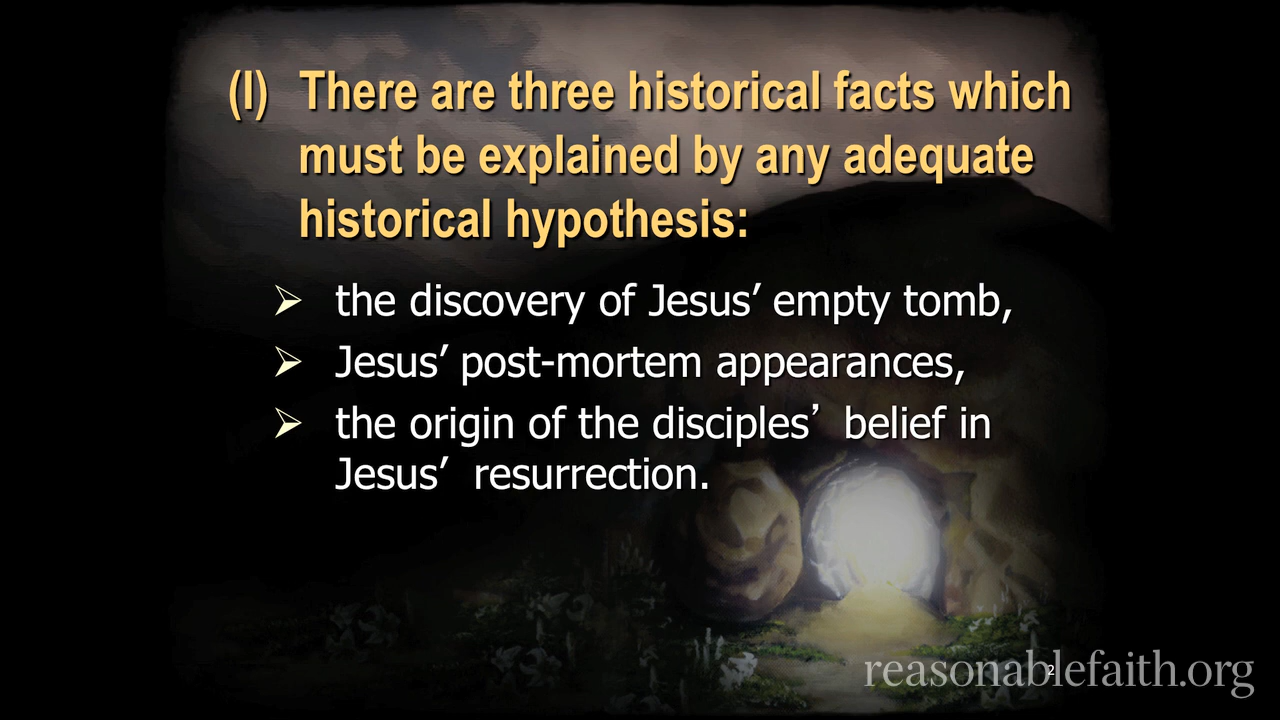 (I) There are three historical facts which
must be explained by any adequate
historical hypothesis:
➢ the discovery of Jesus’ empty tomb,
➢ Jesus’ post-mortem appearances,
➢ the origin of the disciples’ belief in
Jesus’ resurrection.
reasonablefaith.org
2